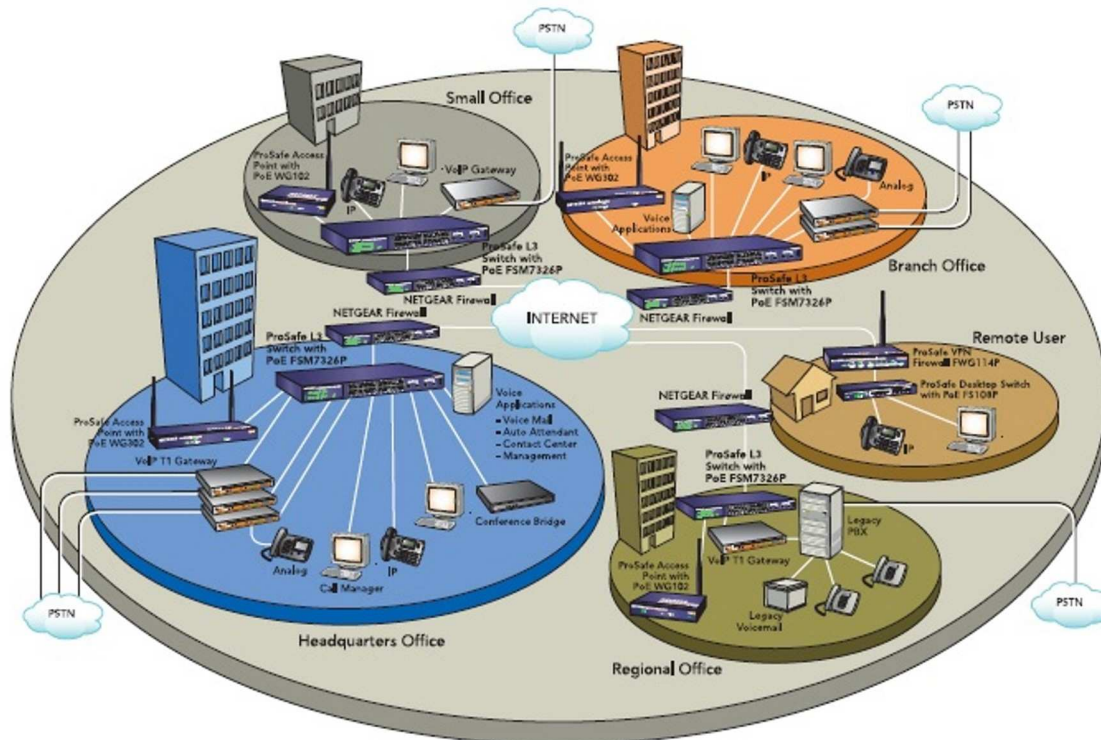 PSTN
Small Office
ProSafe Access
Point with
PoE WG102
VoIP Gateway
IP
ProSafe L3
Switch with
PoE FSM7326P
NETGEAR Firewall
ProSafe Access
Point with
PoE WG302
IP
Analog
Voice
Applications
PSTN
Branch Office
ProSafe L3
Switch with
PoE FSM7326P
NETGEAR Firewall
INTERNET
NETGEAR Firewall
ProSafe L3
Switch with
PoE FSM7326P
ProSafe Access
Point with
PoE WG302
VoIP T1 Gateway
Voice
Applications
– Voice Mail
– Auto Attendant
– Contact Center
– Management
Conference Bridge
Analog
IP
Call Manager
PSTN
Headquarters Office
Remote User
ProSafe VPN
Firewall FWG114P
ProSafe Desktop Switch
with PoE FS108P
IP
NETGEAR Firewall
ProSafe L3
Switch with
PoE FSM7326P
Legacy
PBX
VoIP T1 Gateway
ProSafe Access
Point with
PoE WG102
Legacy
Voicemail
PSTN
Regional Office